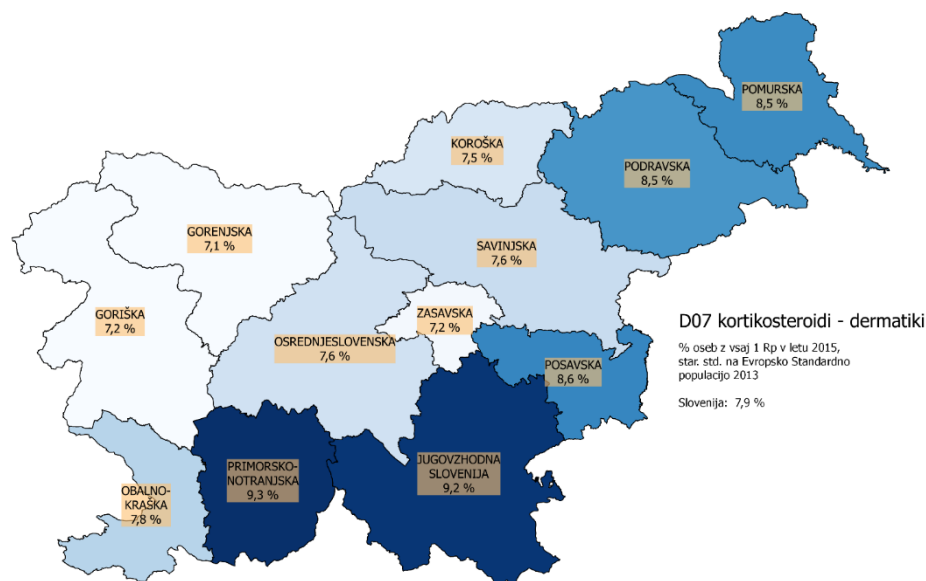 POMURSKA
8,5 %
KOROŠKA
7,5 %
PODRAVSKA
8,5 %
GORENJSKA
7,1 %
SAVINJSKA
7,6 %
GORIŠKA
7,2 %
ZASAVSKA
7,2 %
OSREDNJESLOVENSKA
7,6 %
POSAVSKA
8,6 %
PRIMORSKO-
NOTRANJSKA
9,3 %
JUGOVZHODNA
SLOVENIJA
9,2 %
OBALNO-
KRAŠKA
7,8 %
D07 kortikosteroidi - dermatiki
% oseb z vsaj 1 Rp v letu 2015,
star. std. na Evropsko Standardno
populacijo 2013
Slovenija: 7,9 %